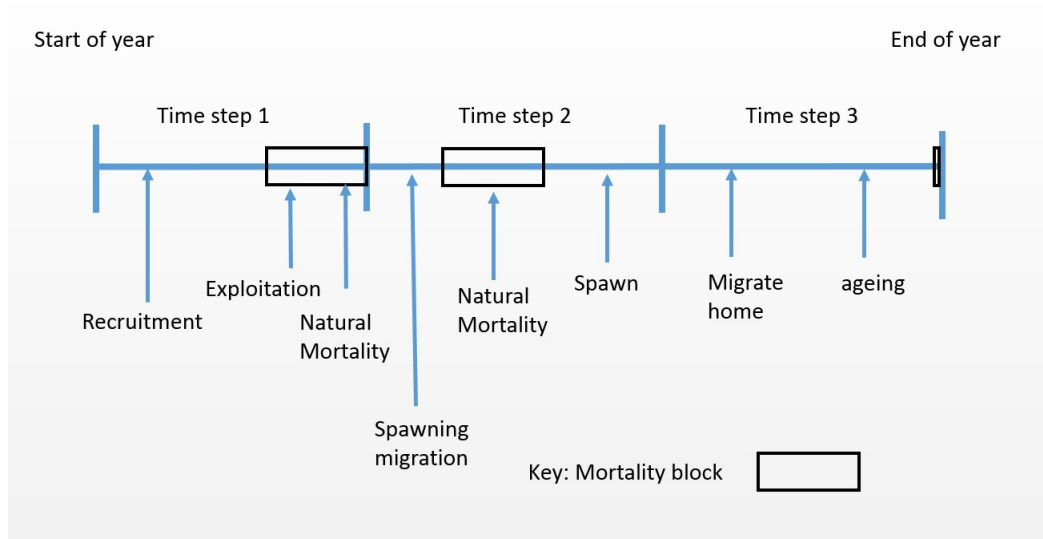 Start of year
End of year
Time step 1
Time step 2
Time step 3
Recruitment
Exploitation
Natural
Mortality
Spawning
migration
Natural
Mortality
Spawn
Migrate
home
ageing
Key: Mortality block